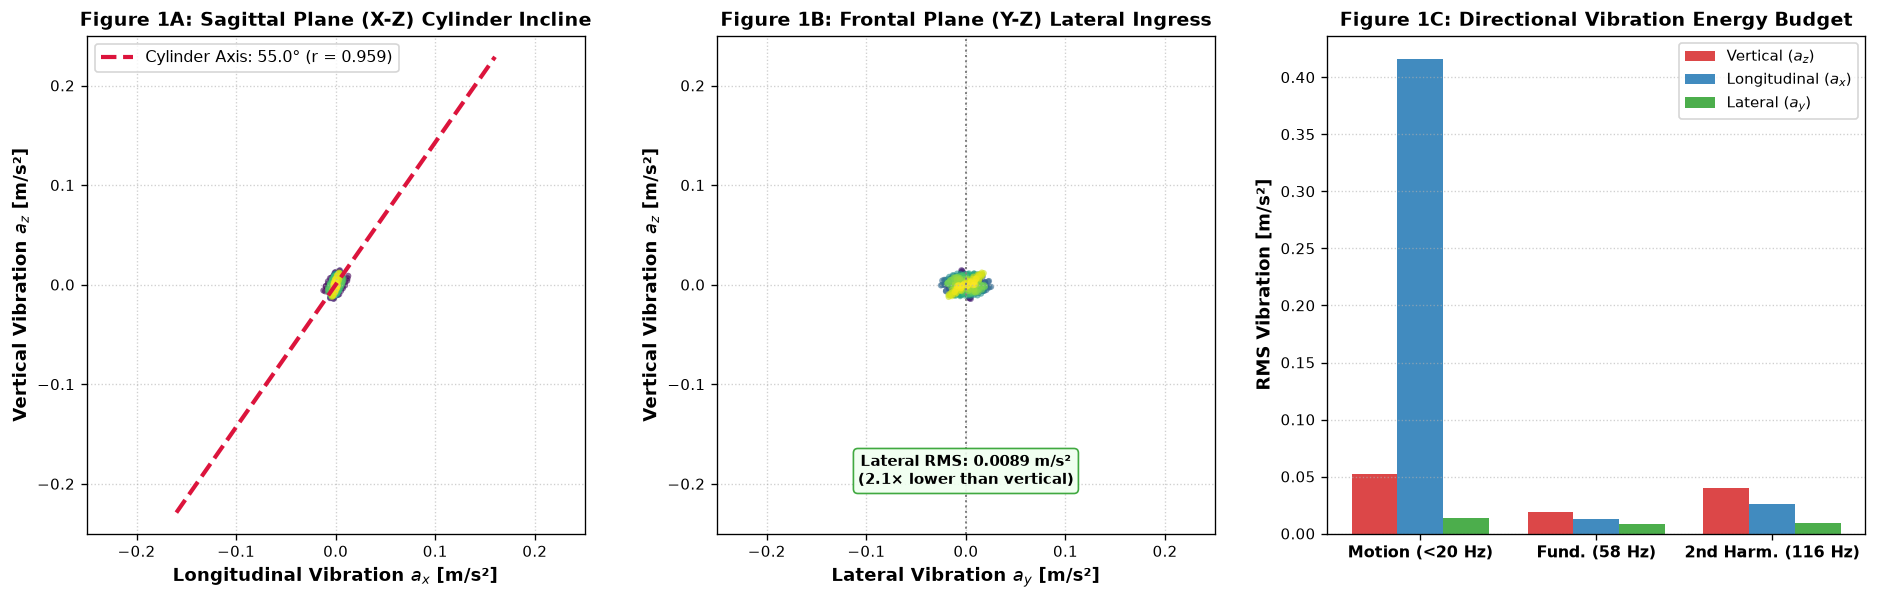 Figure 1A: Sagittal Plane (X-Z) Cylinder Incline
Cylinder Axis: 55.0° (r = 0.959)
Vertical Vibration a_z [m/s²]
0.2
0.1
0.0
−0.1
−0.2
−0.2 −0.1 0.0 0.1 0.2
Longitudinal Vibration a_x [m/s²]
Figure 1B: Frontal Plane (Y-Z) Lateral Ingress
Vertical Vibration a_z [m/s²]
0.2
0.1
0.0
−0.1
−0.2
Lateral RMS: 0.0089 m/s²
(2.1× lower than vertical)
−0.2 −0.1 0.0 0.1 0.2
Lateral Vibration a_y [m/s²]
Figure 1C: Directional Vibration Energy Budget
Vertical (a_z)
Longitudinal (a_x)
Lateral (a_y)
RMS Vibration [m/s²]
0.40
0.35
0.30
0.25
0.20
0.15
0.10
0.05
0.00
Motion (<20 Hz) Fund. (58 Hz) 2nd Harm. (116 Hz)